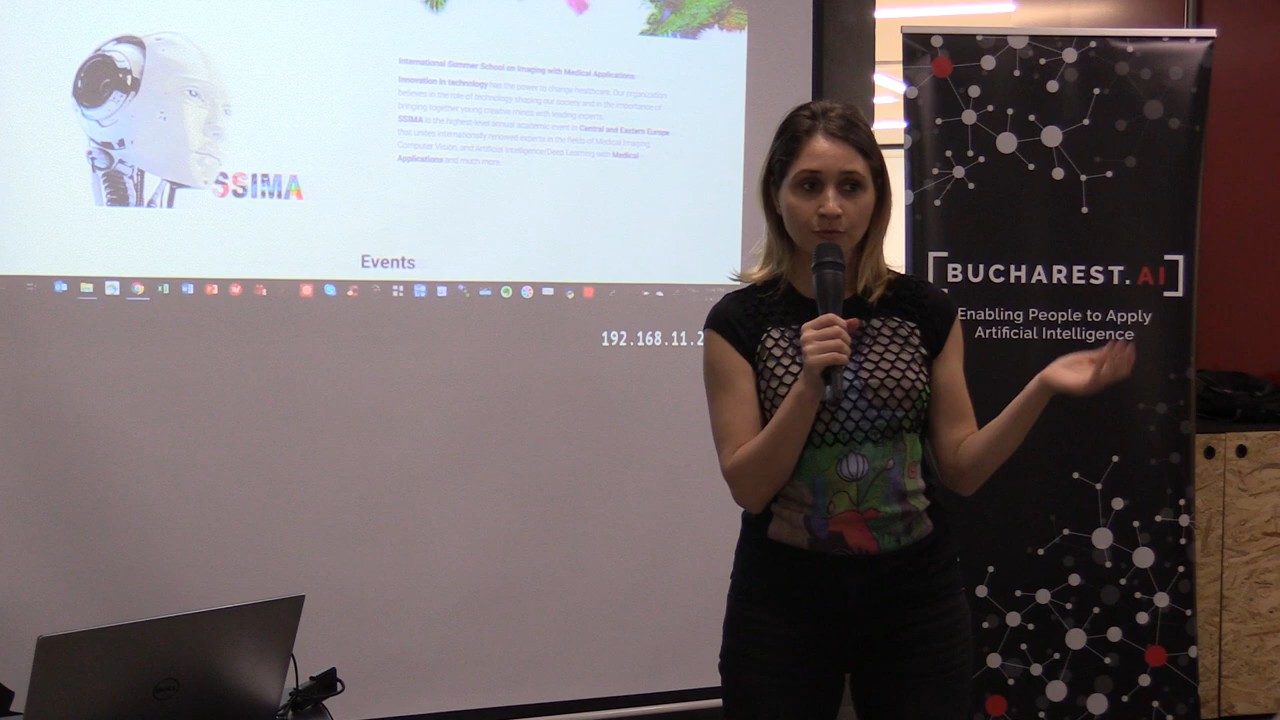 International Summer School on Imaging with Medical Applications
Innovation in technology has the power to change healthcare. Our organization
believes in the role of technology shaping our society and in the importance of
bringing together young creative minds with leading experts.
SSIMA is the highest-level annual academic event in Central and Eastern Europe
that unites internationally renowned experts in the fields of Medical Imaging,
Computer Vision, and Artificial Intelligence/Deep Learning with Medical
Applications and much more
SSIMA
Events
192.168.11.2
[BUCHAREST.AI]
Enabling People to Apply
Artificial Intelligence
DELL